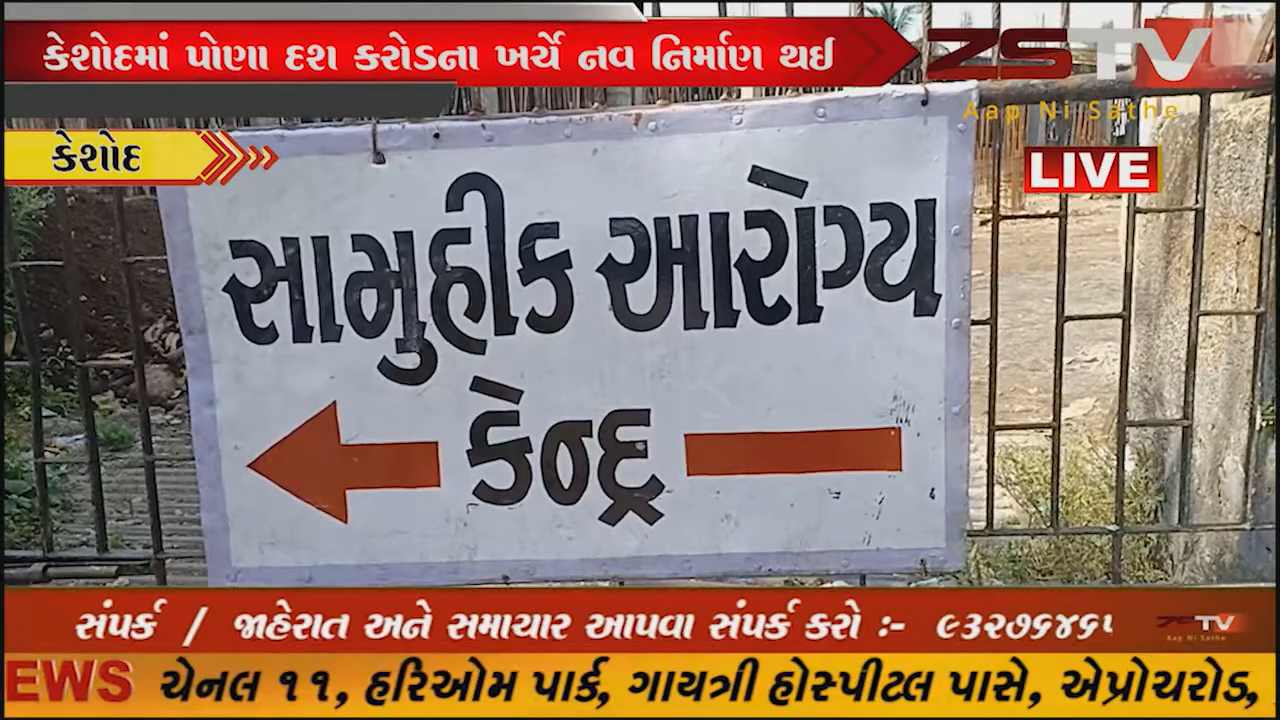 કેશોદમાં પોણા દશ કરોડના ખર્ચે નવ નિર્માણ થઈ
ZSTV
Aap Ni Sathe
કેશોદ
LIVE
સામુહીક આરોગ્ય
કેન્દ્ર
સંપર્ક / જાહેરાત અને સમાચાર આપવા સંપર્ક કરો :- ૯૩૨૭૬૪૬૫
ZSTV
Aap Ni Sathe
EWS ચેનલ ૧૧, હરિઓમ પાર્ક, ગાયત્રી હોસ્પીટલ પાસે, એપ્રોચરોડ,